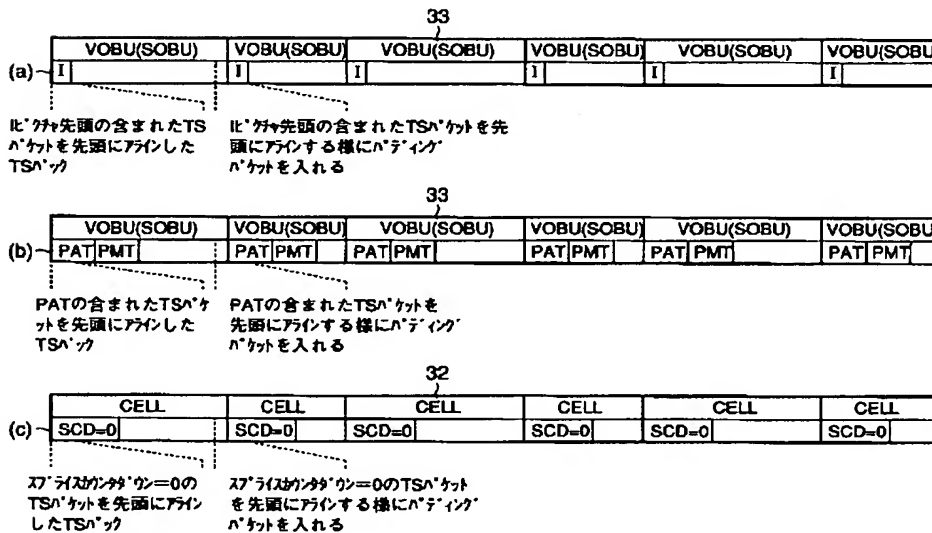 33
VOBU(SOBU) VOBU(SOBU) VOBU(SOBU) VOBU(SOBU) VOBU(SOBU) VOBU(SOBU)
(a) I I I I I I
Iピクチャ先頭の含まれたTS
パケットを先頭にアラインした
TSパック
Iピクチャ先頭の含まれたTSパケットを先
頭にアラインする様にパディング
パケットを入れる
33
VOBU(SOBU) VOBU(SOBU) VOBU(SOBU) VOBU(SOBU) VOBU(SOBU) VOBU(SOBU)
(b) PAT PMT PAT PMT PAT PMT PAT PMT PAT PMT PAT PMT
PATの含まれたTSパケ
ットを先頭にアラインした
TSパック
PATの含まれたTSパケットを
先頭にアラインする様にパディング
パケットを入れる
32
CELL CELL CELL CELL CELL CELL
(c) SCD=0 SCD=0 SCD=0 SCD=0 SCD=0 SCD=0
スプライスカウンタダウン=0の
TSパケットを先頭にアライン
したTSパック
スプライスカウンタダウン=0のTSパケット
を先頭にアラインする様にパディング
パケットを入れる